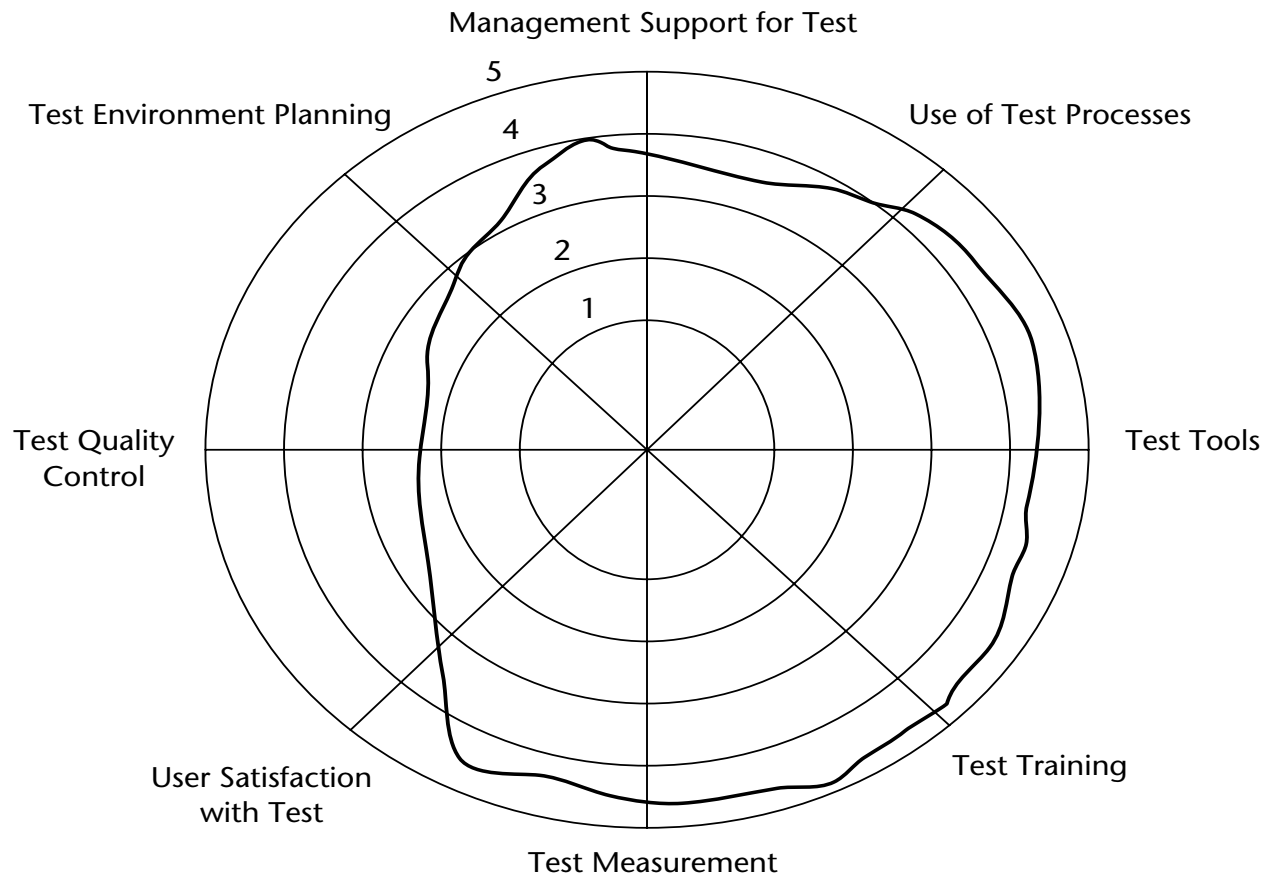 Management Support for Test
5
Test Environment Planning
Use of Test Processes
4
3
2
1
Test Quality
Control
Test Tools
User Satisfaction
with Test
Test Training
Test Measurement